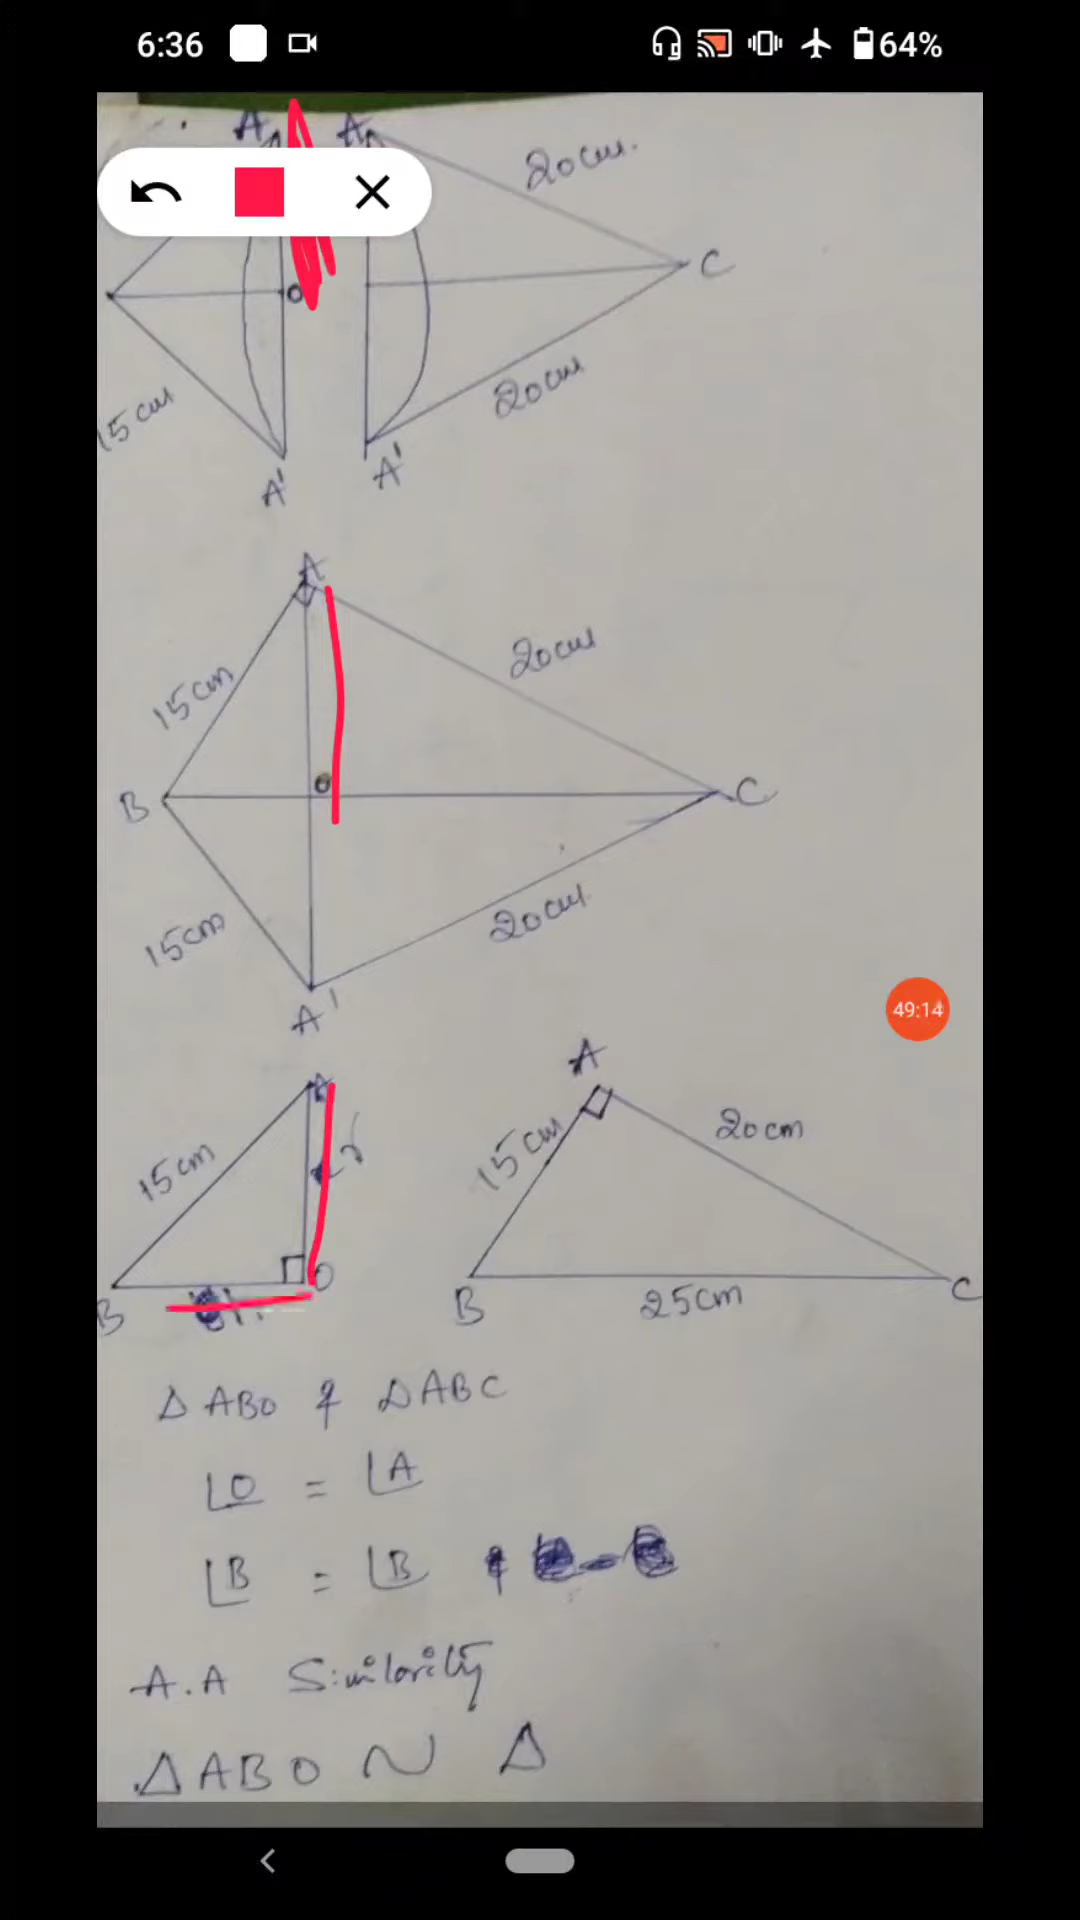 6:36 64%
A A
20cm.
C
O
15cm
20cm
A' A'
A
20cm
15cm
O
B C
15cm
20cm
A'
49:14
A
A
15cm 20cm
15cm r
O
B B 25cm C
Δ ABO & Δ ABC
∠O = ∠A
∠B = ∠B &
A.A Similarity
Δ ABO ~ Δ